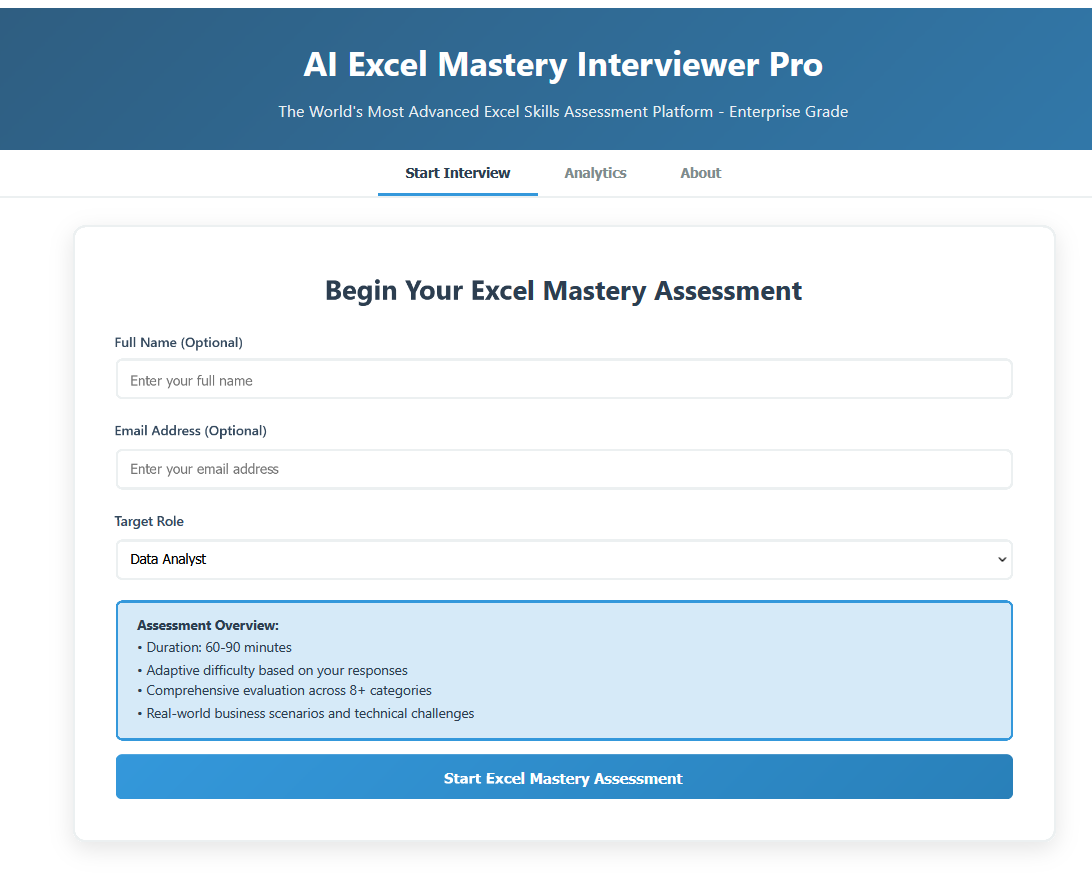 AI Excel Mastery Interviewer Pro
The World's Most Advanced Excel Skills Assessment Platform - Enterprise Grade
Start Interview
Analytics
About
Begin Your Excel Mastery Assessment
Full Name (Optional)
Enter your full name
Email Address (Optional)
Enter your email address
Target Role
Data Analyst
Assessment Overview:
• Duration: 60-90 minutes
• Adaptive difficulty based on your responses
• Comprehensive evaluation across 8+ categories
• Real-world business scenarios and technical challenges
Start Excel Mastery Assessment